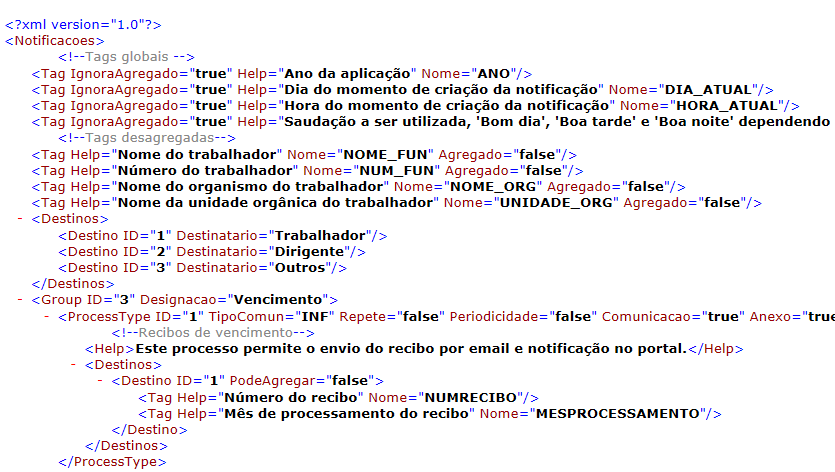 <?xml version="1.0"?>
<Notificacoes>
<!--Tags globais -->
<Tag IgnoraAgregado="true" Help="Ano da aplicação" Nome="ANO"/>
<Tag IgnoraAgregado="true" Help="Dia do momento de criação da notificação" Nome="DIA_ATUAL"/>
<Tag IgnoraAgregado="true" Help="Hora do momento de criação da notificação" Nome="HORA_ATUAL"/>
<Tag IgnoraAgregado="true" Help="Saudação a ser utilizada, 'Bom dia', 'Boa tarde' e 'Boa noite' dependendo
<!--Tags desagregadas-->
<Tag Help="Nome do trabalhador" Nome="NOME_FUN" Agregado="false"/>
<Tag Help="Número do trabalhador" Nome="NUM_FUN" Agregado="false"/>
<Tag Help="Nome do organismo do trabalhador" Nome="NOME_ORG" Agregado="false"/>
<Tag Help="Nome da unidade orgânica do trabalhador" Nome="UNIDADE_ORG" Agregado="false"/>
- <Destinos>
<Destino ID="1" Destinatario="Trabalhador"/>
<Destino ID="2" Destinatario="Dirigente"/>
<Destino ID="3" Destinatario="Outros"/>
</Destinos>
- <Group ID="3" Designacao="Vencimento">
- <ProcessType ID="1" TipoComun="INF" Repete="false" Periodicidade="false" Comunicacao="true" Anexo="true
<!--Recibos de vencimento-->
<Help>Este processo permite o envio do recibo por email e notificação no portal.</Help>
- <Destinos>
- <Destino ID="1" PodeAgregar="false">
<Tag Help="Número do recibo" Nome="NUMRECIBO"/>
<Tag Help="Mês de processamento do recibo" Nome="MESPROCESSAMENTO"/>
</Destino>
</Destinos>
</ProcessType>